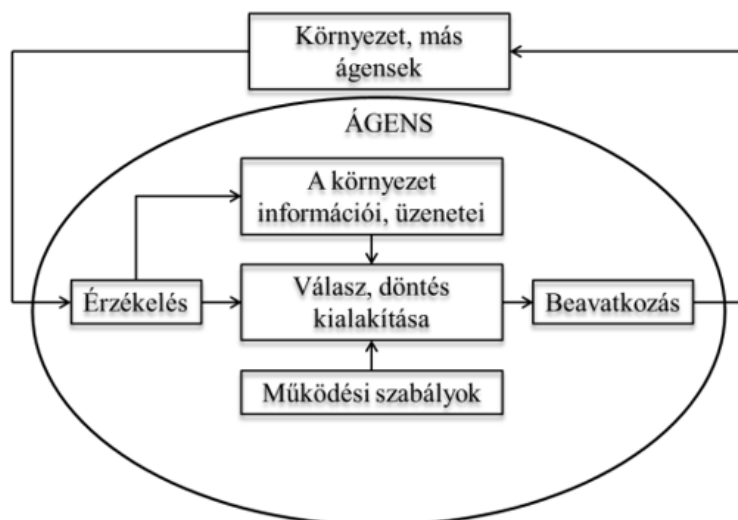 Környezet, más
ágensek
ÁGENS
A környezet
információi, üzenetei
Érzékelés
Válasz, döntés
kialakítása
Beavatkozás
Működési szabályok